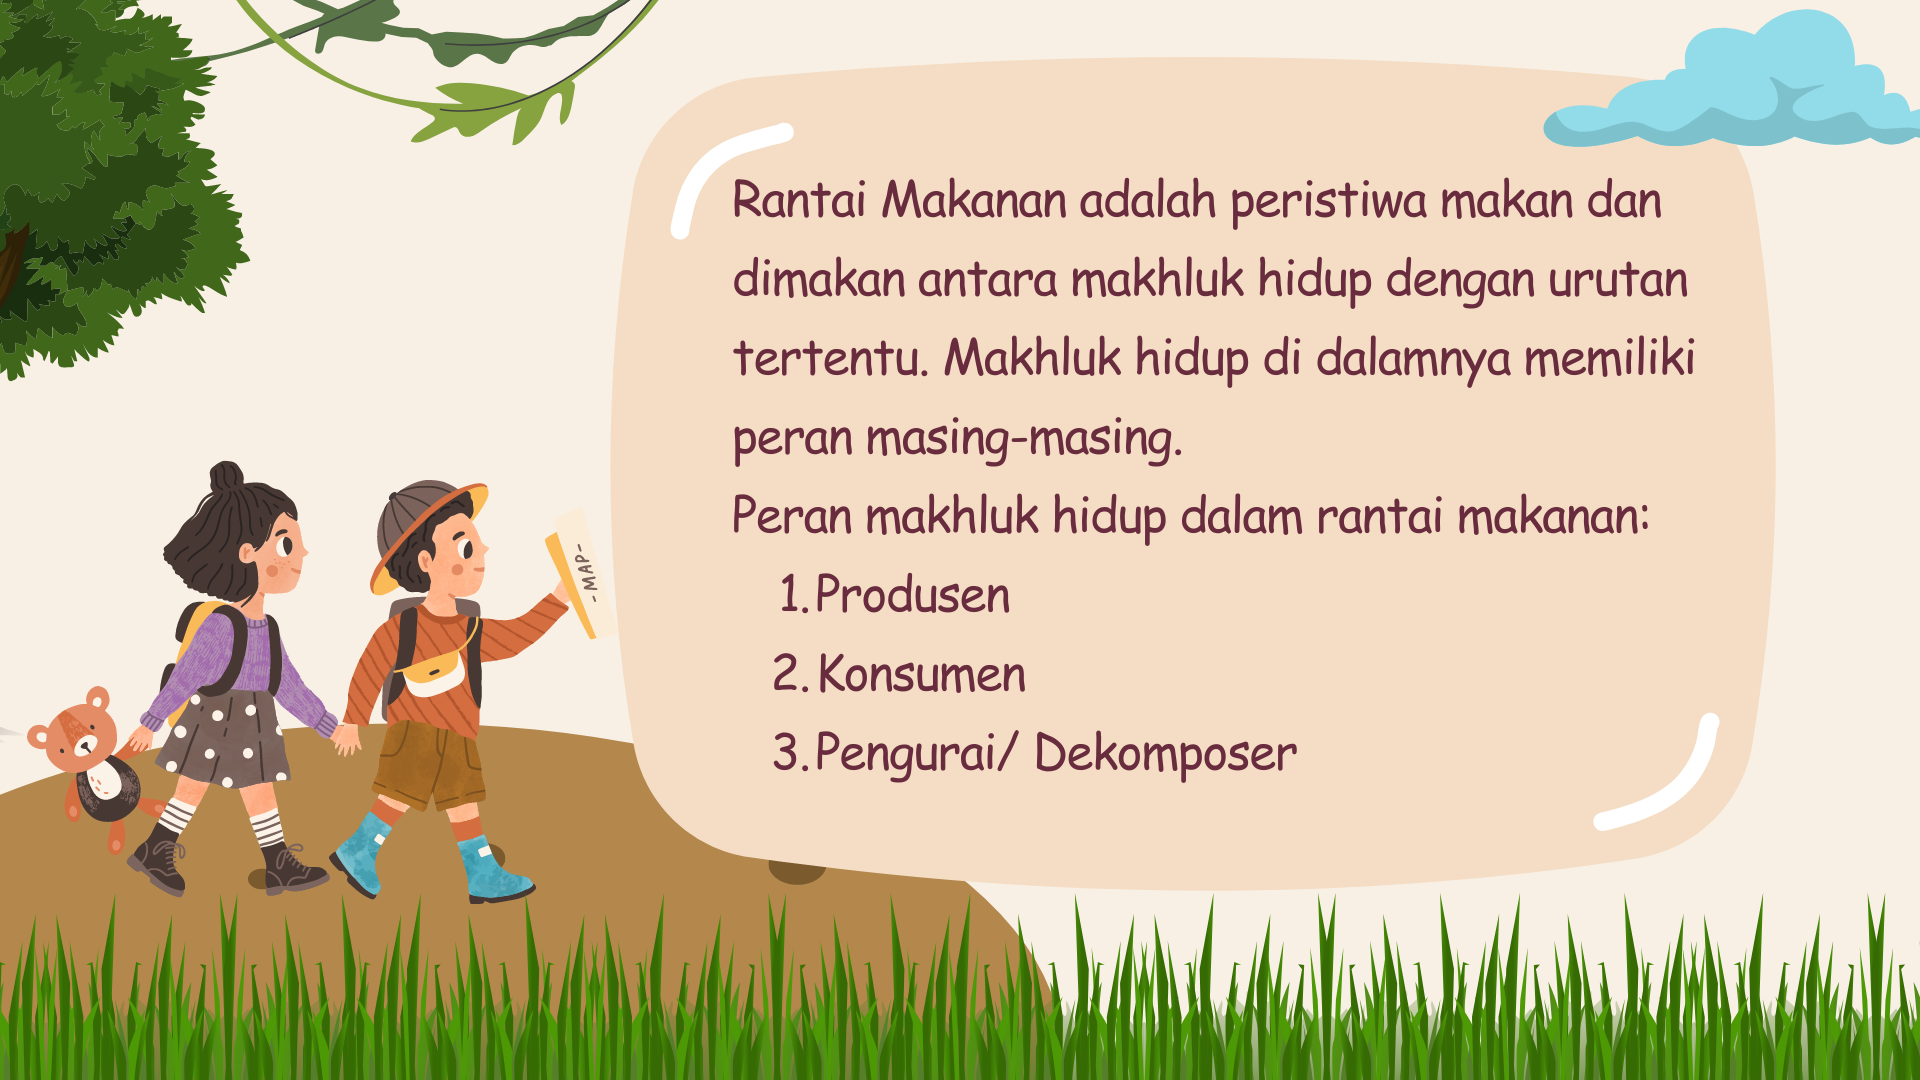 Rantai Makanan adalah peristiwa makan dan
dimakan antara makhluk hidup dengan urutan
tertentu. Makhluk hidup di dalamnya memiliki
peran masing-masing.
Peran makhluk hidup dalam rantai makanan:
1. Produsen
2. Konsumen
3. Pengurai/ Dekomposer
- MAP -